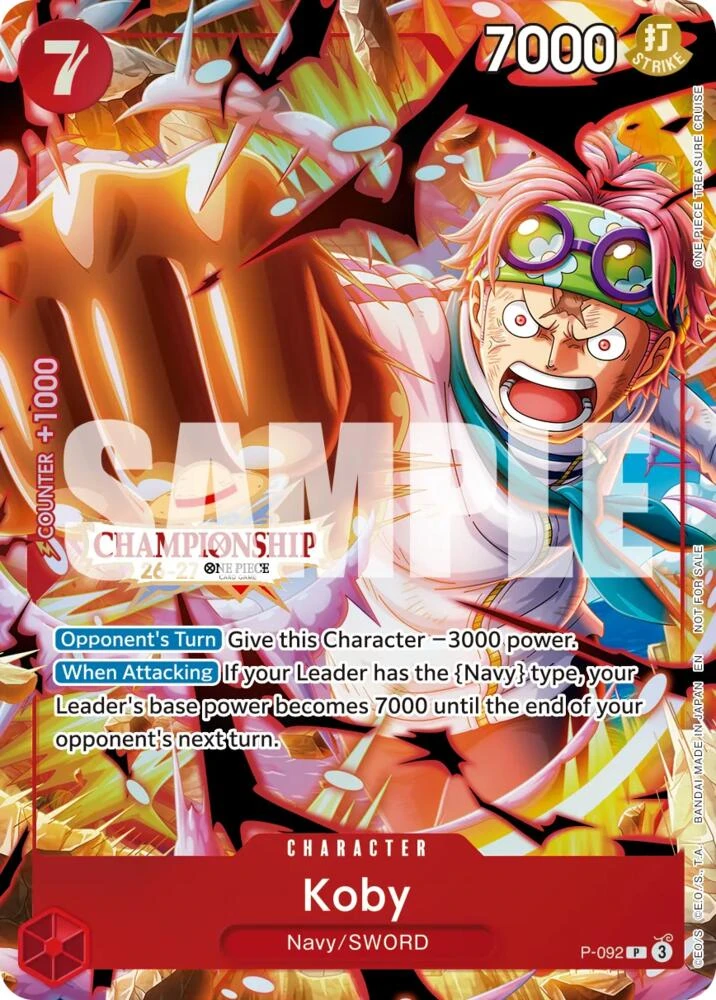 7
7000
打
STRIKE
ONE PIECE TREASURE CRUISE
COUNTER +1000
SAMPLE
CHAMPIONSHIP
26-27 ONE PIECE
CARD GAME
Opponent's Turn Give this Character −3000 power.
When Attacking If your Leader has the {Navy} type, your
Leader's base power becomes 7000 until the end of your
opponent's next turn.
CHARACTER
Koby
Navy/SWORD
P-092 P 3
©E.O/S ©E.O./S., T.A. BANDAI MADE IN JAPAN EN NOT FOR SALE